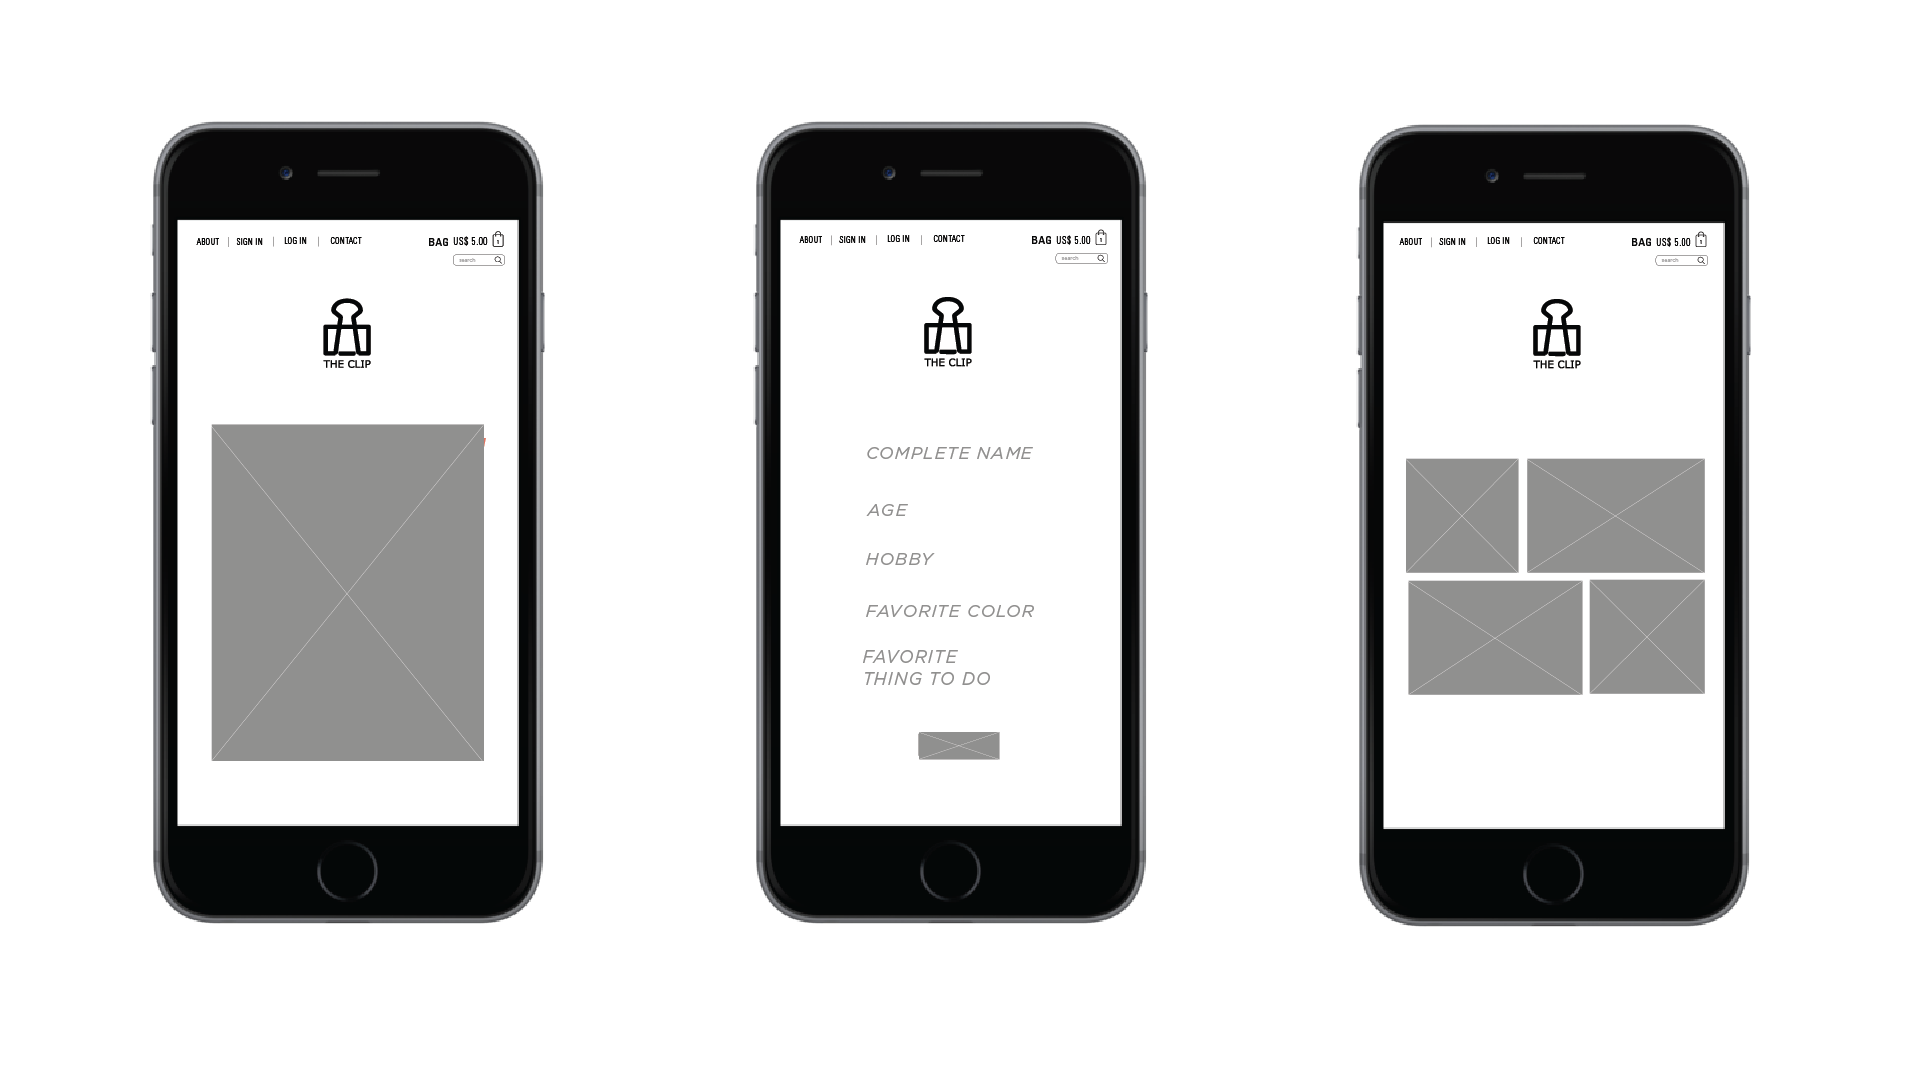 ABOUT | SIGN IN | LOG IN | CONTACT BAG US$ 5.00 1
search
THE CLIP
ABOUT | SIGN IN | LOG IN | CONTACT BAG US$ 5.00 1
search
THE CLIP
COMPLETE NAME
AGE
HOBBY
FAVORITE COLOR
FAVORITE
THING TO DO
ABOUT | SIGN IN | LOG IN | CONTACT BAG US$ 5.00 1
search
THE CLIP